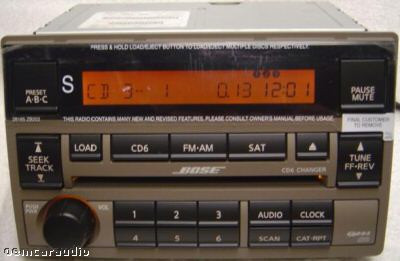 PRESS & HOLD LOAD/EJECT BUTTON TO LOAD/EJECT MULTIPLE DISCS RESPECTIVELY.
PRESET
A·B·C
S
CD 3-- 1 0.13 12:01
PAUSE
MUTE
28185 ZB202
THIS RADIO CONTAINS MANY NEW AND REVISED FEATURES. PLEASE CONSULT OWNER'S MANUAL BEFORE USING.
FINAL CUSTOMER
TO REMOVE
SEEK
TRACK
LOAD
CD6
FM·AM
SAT
TUNE
FF·REV
BOSE
CD6 CHANGER
PUSH
PWR
VOL
1
2
3
AUDIO
CLOCK
4
5
6
SCAN
CAT·RPT
oemcaraudio